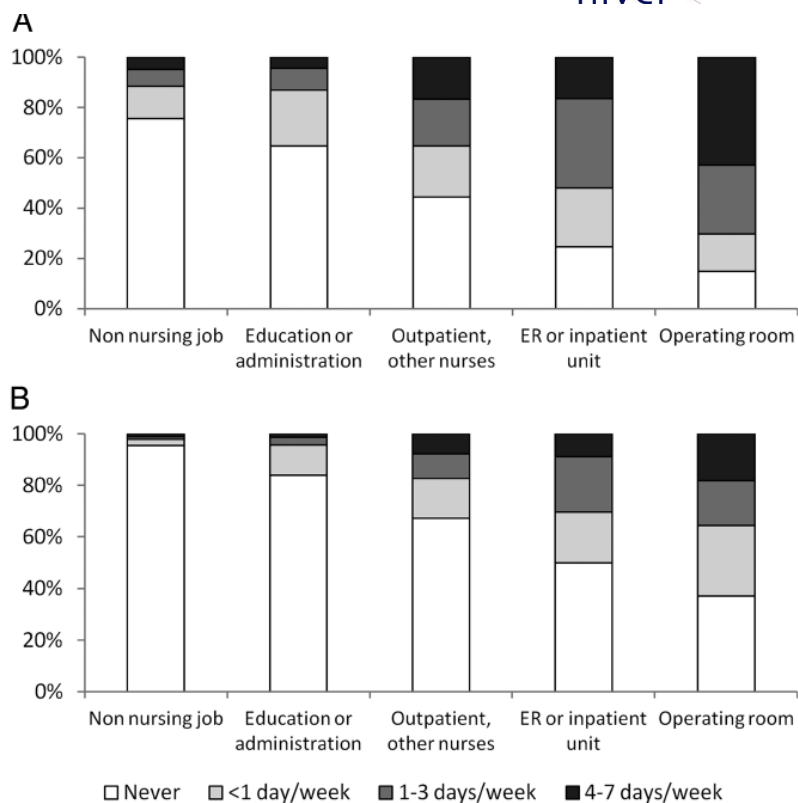 A
100%
80%
60%
40%
20%
0%
Non nursing job
Education or
administration
Outpatient,
other nurses
ER or inpatient
unit
Operating room
B
100%
80%
60%
40%
20%
0%
Non nursing job
Education or
administration
Outpatient,
other nurses
ER or inpatient
unit
Operating room
Never <1 day/week 1-3 days/week 4-7 days/week